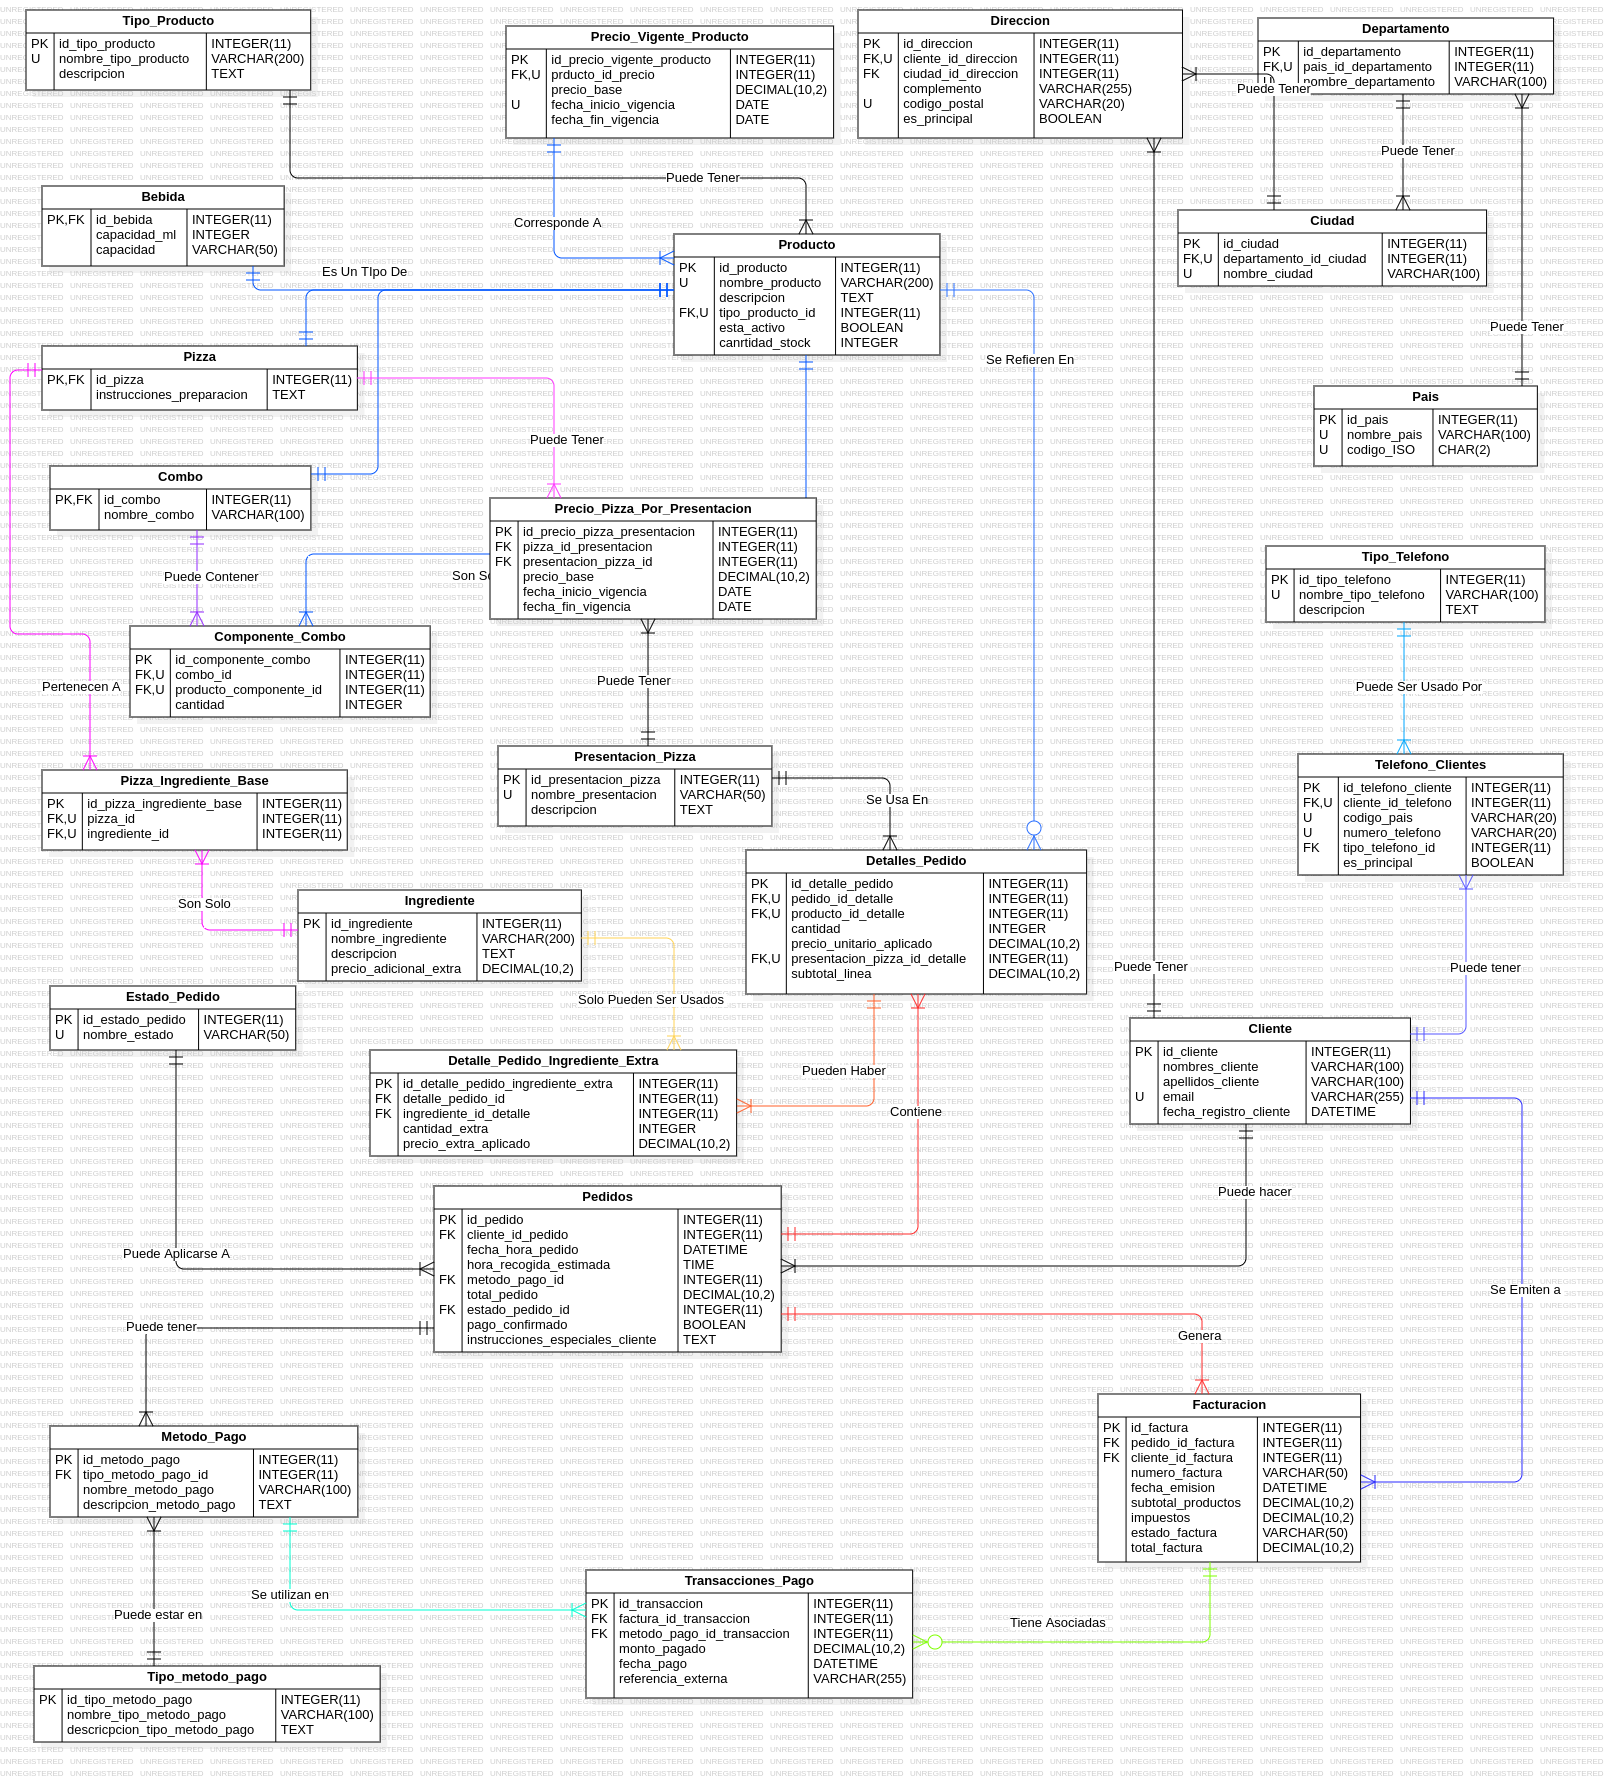 Tipo_Producto
PK id_tipo_producto INTEGER(11)
U nombre_tipo_producto VARCHAR(200)
descripcion TEXT
Precio_Vigente_Producto
PK id_precio_vigente_producto INTEGER(11)
FK,U prducto_id_precio INTEGER(11)
precio_base DECIMAL(10,2)
U fecha_inicio_vigencia DATE
fecha_fin_vigencia DATE
Direccion
PK id_direccion INTEGER(11)
FK,U cliente_id_direccion INTEGER(11)
FK ciudad_id_direccion INTEGER(11)
complemento VARCHAR(255)
U codigo_postal VARCHAR(20)
es_principal BOOLEAN
Departamento
PK id_departamento INTEGER(11)
FK,U pais_id_departamento INTEGER(11)
U nombre_departamento VARCHAR(100)
Puede Tener
Puede Tener
Puede Tener
Bebida
PK,FK id_bebida INTEGER(11)
capacidad_ml INTEGER
capacidad VARCHAR(50)
Corresponde A
Ciudad
PK id_ciudad INTEGER(11)
FK,U departamento_id_ciudad INTEGER(11)
U nombre_ciudad VARCHAR(100)
Producto
PK id_producto INTEGER(11)
U nombre_producto VARCHAR(200)
descripcion TEXT
FK,U tipo_producto_id INTEGER(11)
esta_activo BOOLEAN
canrtidad_stock INTEGER
Es Un TIpo De
Puede Tener
Pizza
PK,FK id_pizza INTEGER(11)
instrucciones_preparacion TEXT
Se Refieren En
Pais
PK id_pais INTEGER(11)
U nombre_pais VARCHAR(100)
U codigo_ISO CHAR(2)
Puede Tener
Combo
PK,FK id_combo INTEGER(11)
nombre_combo VARCHAR(100)
Precio_Pizza_Por_Presentacion
PK id_precio_pizza_presentacion INTEGER(11)
FK pizza_id_presentacion INTEGER(11)
FK presentacion_pizza_id INTEGER(11)
precio_base DECIMAL(10,2)
fecha_inicio_vigencia DATE
fecha_fin_vigencia DATE
Puede Contener
Son So
Tipo_Telefono
PK id_tipo_telefono INTEGER(11)
U nombre_tipo_telefono VARCHAR(100)
descripcion TEXT
Componente_Combo
PK id_componente_combo INTEGER(11)
FK,U combo_id INTEGER(11)
FK,U producto_componente_id INTEGER(11)
cantidad INTEGER
Puede Tener
Pertenecen A
Puede Ser Usado Por
Presentacion_Pizza
PK id_presentacion_pizza INTEGER(11)
U nombre_presentacion VARCHAR(50)
descripcion TEXT
Telefono_Clientes
PK id_telefono_cliente INTEGER(11)
FK,U cliente_id_telefono INTEGER(11)
U codigo_pais VARCHAR(20)
U numero_telefono VARCHAR(20)
FK tipo_telefono_id INTEGER(11)
es_principal BOOLEAN
Pizza_Ingrediente_Base
PK id_pizza_ingrediente_base INTEGER(11)
FK,U pizza_id INTEGER(11)
FK,U ingrediente_id INTEGER(11)
Se Usa En
Detalles_Pedido
PK id_detalle_pedido INTEGER(11)
FK,U pedido_id_detalle INTEGER(11)
FK,U producto_id_detalle INTEGER(11)
cantidad INTEGER
precio_unitario_aplicado DECIMAL(10,2)
FK,U presentacion_pizza_id_detalle INTEGER(11)
subtotal_linea DECIMAL(10,2)
Son Solo
Ingrediente
PK id_ingrediente INTEGER(11)
nombre_ingrediente VARCHAR(200)
descripcion TEXT
precio_adicional_extra DECIMAL(10,2)
Puede Tener
Puede tener
Estado_Pedido
PK id_estado_pedido INTEGER(11)
U nombre_estado VARCHAR(50)
Solo Pueden Ser Usados
Cliente
PK id_cliente INTEGER(11)
nombres_cliente VARCHAR(100)
apellidos_cliente VARCHAR(100)
U email VARCHAR(255)
fecha_registro_cliente DATETIME
Detalle_Pedido_Ingrediente_Extra
PK id_detalle_pedido_ingrediente_extra INTEGER(11)
FK detalle_pedido_id INTEGER(11)
FK ingrediente_id_detalle INTEGER(11)
cantidad_extra INTEGER
precio_extra_aplicado DECIMAL(10,2)
Pueden Haber
Contiene
Pedidos
PK id_pedido INTEGER(11)
FK cliente_id_pedido INTEGER(11)
fecha_hora_pedido DATETIME
hora_recogida_estimada TIME
FK metodo_pago_id INTEGER(11)
total_pedido DECIMAL(10,2)
FK estado_pedido_id INTEGER(11)
pago_confirmado BOOLEAN
instrucciones_especiales_cliente TEXT
Puede hacer
Puede Aplicarse A
Se Emiten a
Puede tener
Genera
Facturacion
PK id_factura INTEGER(11)
FK pedido_id_factura INTEGER(11)
FK cliente_id_factura INTEGER(11)
numero_factura VARCHAR(50)
fecha_emision DATETIME
subtotal_productos DECIMAL(10,2)
impuestos DECIMAL(10,2)
estado_factura VARCHAR(50)
total_factura DECIMAL(10,2)
Metodo_Pago
PK id_metodo_pago INTEGER(11)
FK tipo_metodo_pago_id INTEGER(11)
nombre_metodo_pago VARCHAR(100)
descripcion_metodo_pago TEXT
Se utilizan en
Puede estar en
Transacciones_Pago
PK id_transaccion INTEGER(11)
FK factura_id_transaccion INTEGER(11)
FK metodo_pago_id_transaccion INTEGER(11)
monto_pagado DECIMAL(10,2)
fecha_pago DATETIME
referencia_externa VARCHAR(255)
Tiene Asociadas
Tipo_metodo_pago
PK id_tipo_metodo_pago INTEGER(11)
nombre_tipo_metodo_pago VARCHAR(100)
descricpcion_tipo_metodo_pago TEXT
UNREGISTERED